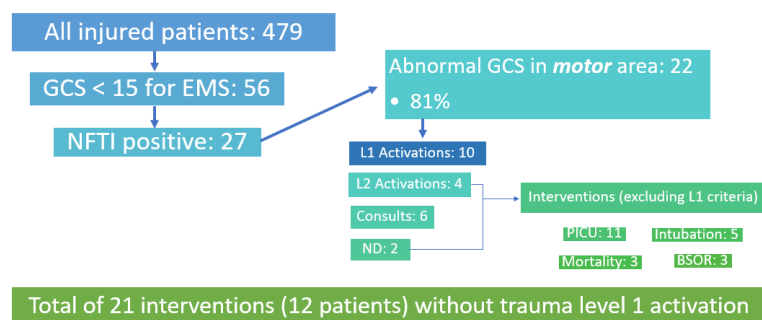 All injured patients: 479
GCS < 15 for EMS: 56
NFTI positive: 27
Abnormal GCS in motor area: 22
• 81%
L1 Activations: 10
L2 Activations: 4
Consults: 6
ND: 2
Interventions (excluding L1 criteria)
PICU: 11
Intubation: 5
Mortality: 3
BSOR: 3
Total of 21 interventions (12 patients) without trauma level 1 activation